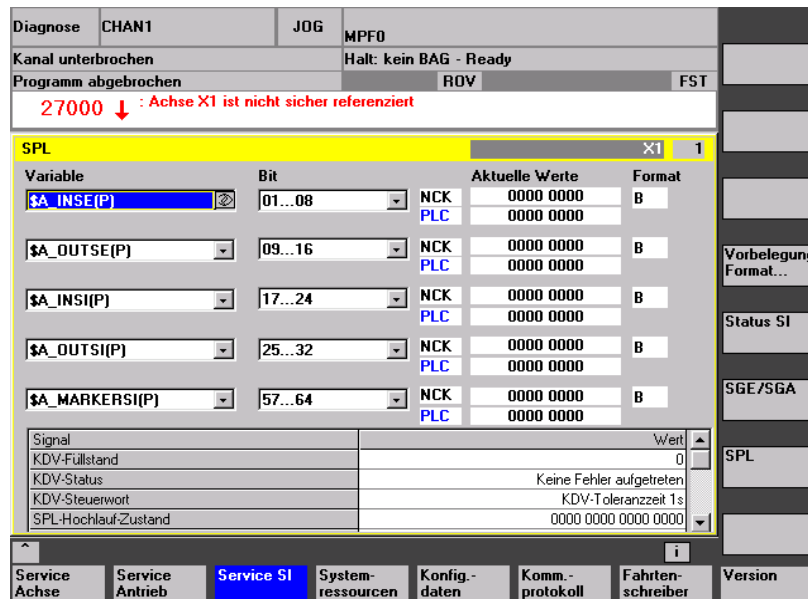 Diagnose CHAN1 JOG MPF0
Kanal unterbrochen Halt: kein BAG - Ready
Programm abgebrochen ROV FST
27000 ↓ : Achse X1 ist nicht sicher referenziert
SPL X1 1
Variable Bit Aktuelle Werte Format
$A_INSE(P) 01...08 NCK 0000 0000 B
PLC 0000 0000
$A_OUTSE(P) 09...16 NCK 0000 0000 B
PLC 0000 0000
$A_INSI(P) 17...24 NCK 0000 0000 B
PLC 0000 0000
$A_OUTSI(P) 25...32 NCK 0000 0000 B
PLC 0000 0000
$A_MARKERSI(P) 57...64 NCK 0000 0000 B
PLC 0000 0000
Signal Wert
KDV-Füllstand 0
KDV-Status Keine Fehler aufgetreten
KDV-Steuerwort KDV-Toleranzzeit 1s
SPL-Hochlauf-Zustand 0000 0000 0000 0000
^ i
Vorbelegung
Format...
Status SI
SGE/SGA
SPL
Service Achse
Service Antrieb
Service SI
System-
ressourcen
Konfig.-
daten
Komm.-
protokoll
Fahrten-
schreiber
Version